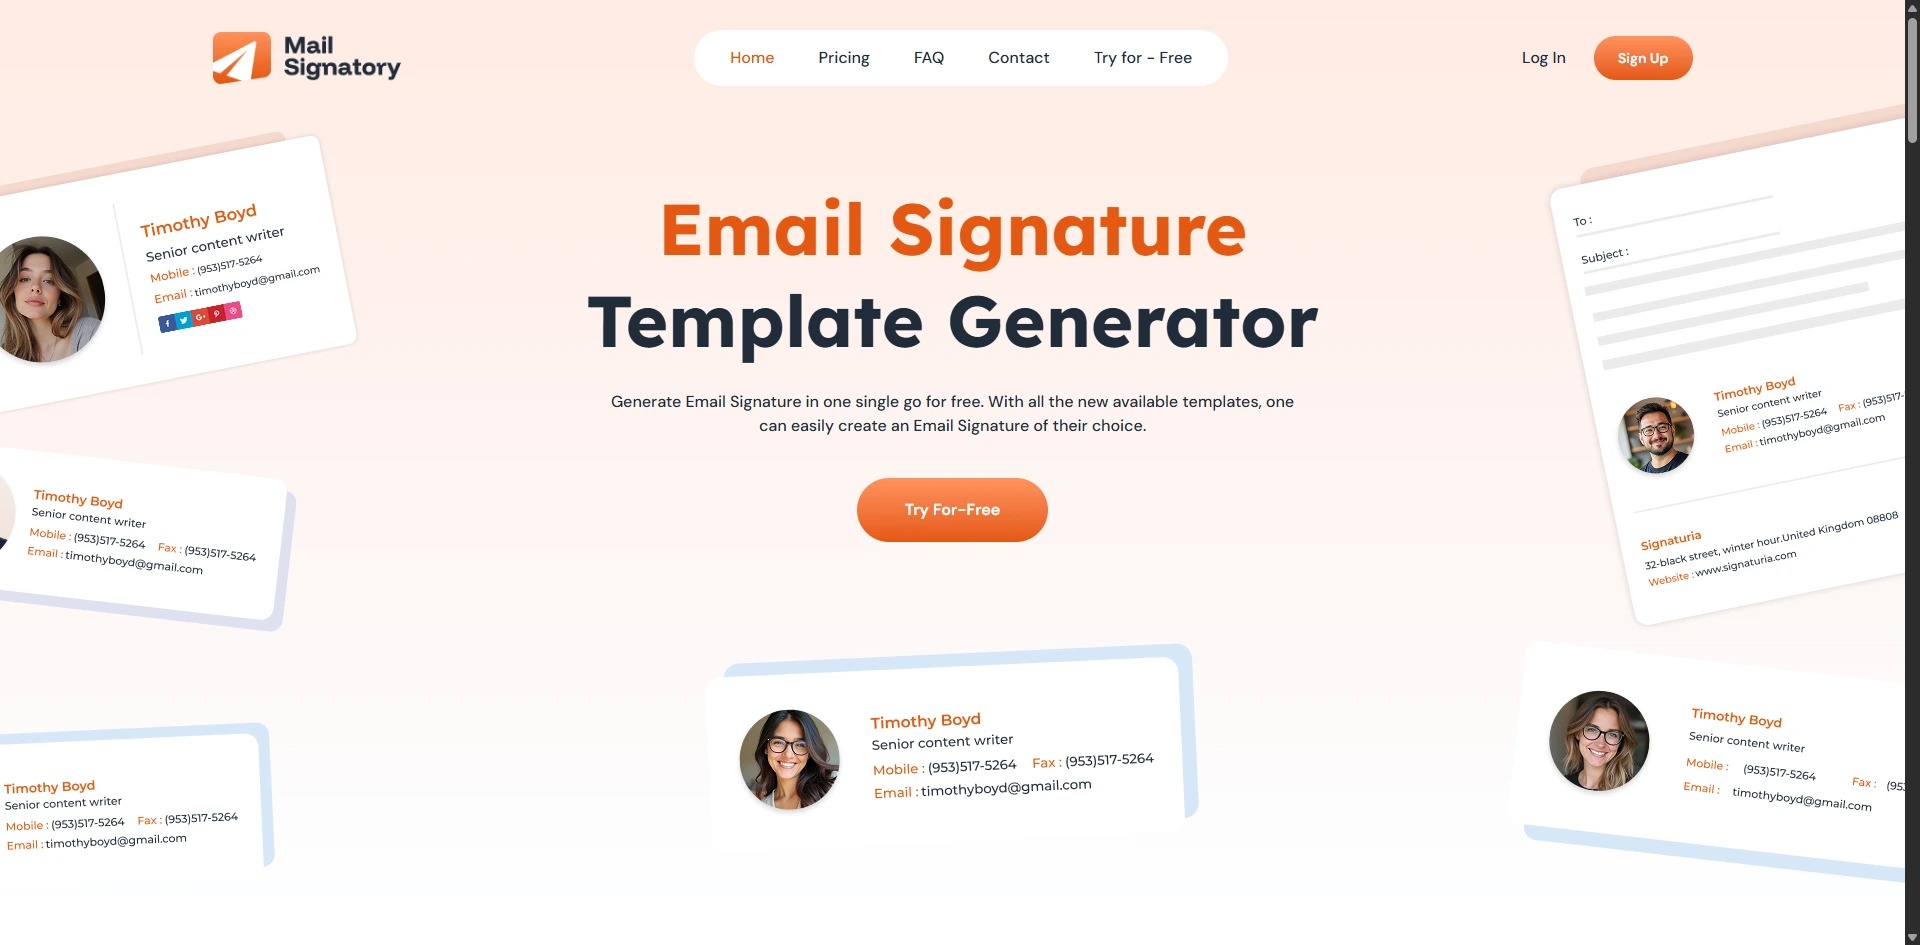 Mail
Signatory
Home
Pricing
FAQ
Contact
Try for - Free
Log In
Sign Up
Email Signature
Template Generator
Generate Email Signature in one single go for free. With all the new available templates, one
can easily create an Email Signature of their choice.
Try For-Free
Timothy Boyd
Senior content writer
Mobile : (953)517-5264
Email : timothyboyd@gmail.com
Timothy Boyd
Senior content writer
Mobile : (953)517-5264 Fax : (953)517-5264
Email : timothyboyd@gmail.com
Timothy Boyd
Senior content writer
Mobile : (953)517-5264 Fax : (953)517-5264
Email : timothyboyd@gmail.com
Timothy Boyd
Senior content writer
Mobile : (953)517-5264 Fax : (953)517-5264
Email : timothyboyd@gmail.com
To :
Subject :
Timothy Boyd
Senior content writer
Mobile : (953)517-5264 Fax : (953)517-
Email : timothyboyd@gmail.com
Signaturia
32-black street, winter hour.United Kingdom 08808
Website : www.signaturia.com
Timothy Boyd
Senior content writer
Mobile : (953)517-5264 Fax : (953
Email : timothyboyd@gmail.com